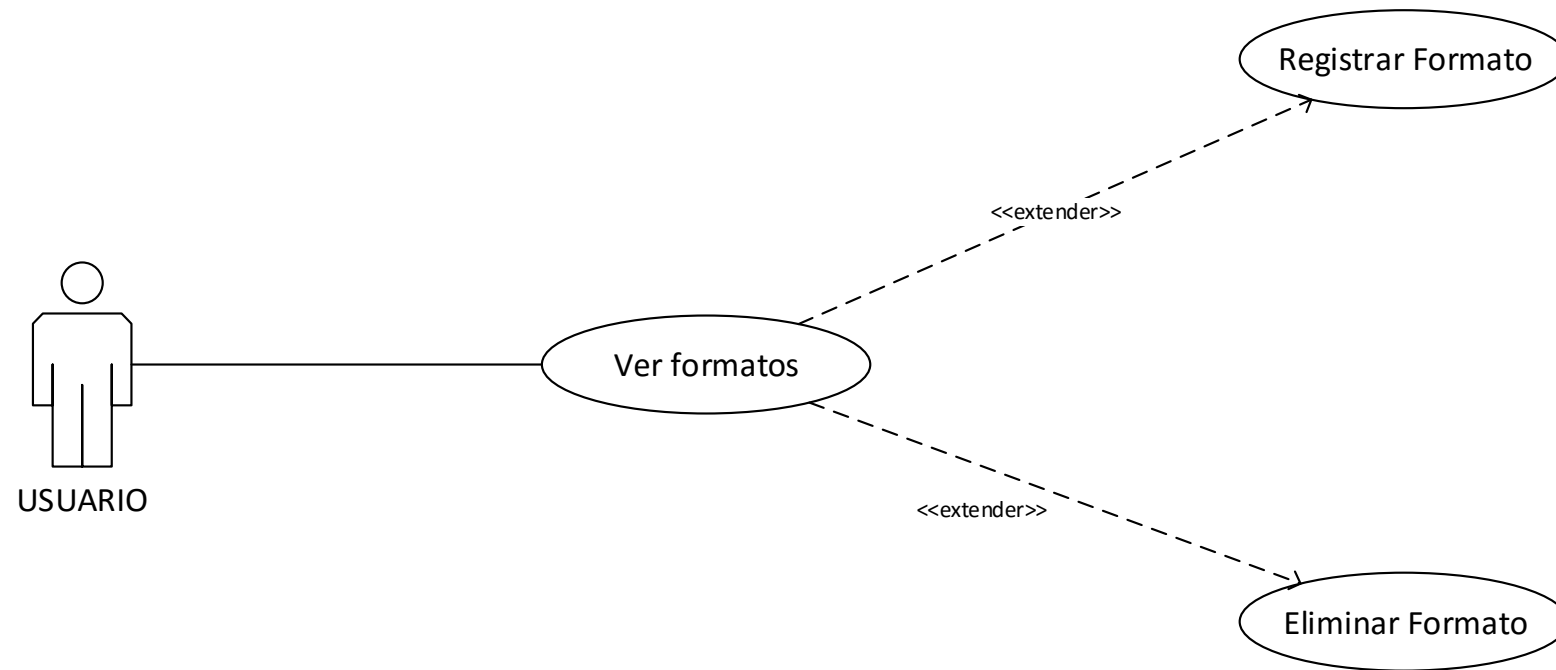 Registrar Formato
<<extender>>
Ver formatos
USUARIO
<<extender>>
Eliminar Formato